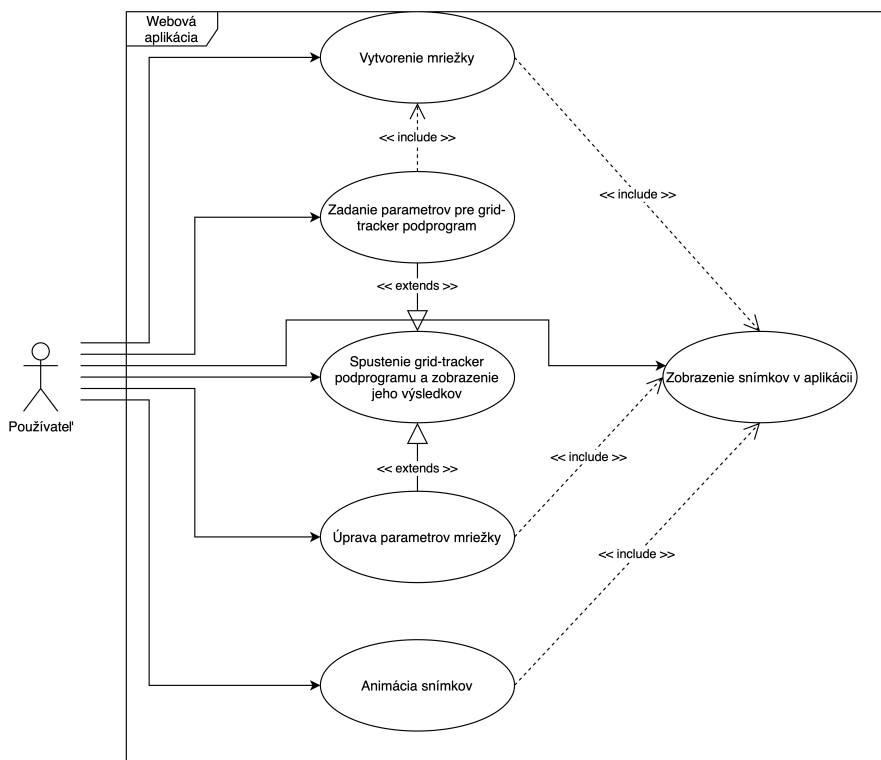 Webová
aplikácia
Vytvorenie mriežky
<< include >>
<< include >>
Zadanie parametrov pre grid-
tracker podprogram
<< extends >>
Spustenie grid-tracker
podprogramu a zobrazenie
jeho výsledkov
Zobrazenie snímkov v aplikácii
Používateľ
<< include >>
<< extends >>
Úprava parametrov mriežky
<< include >>
Animácia snímkov